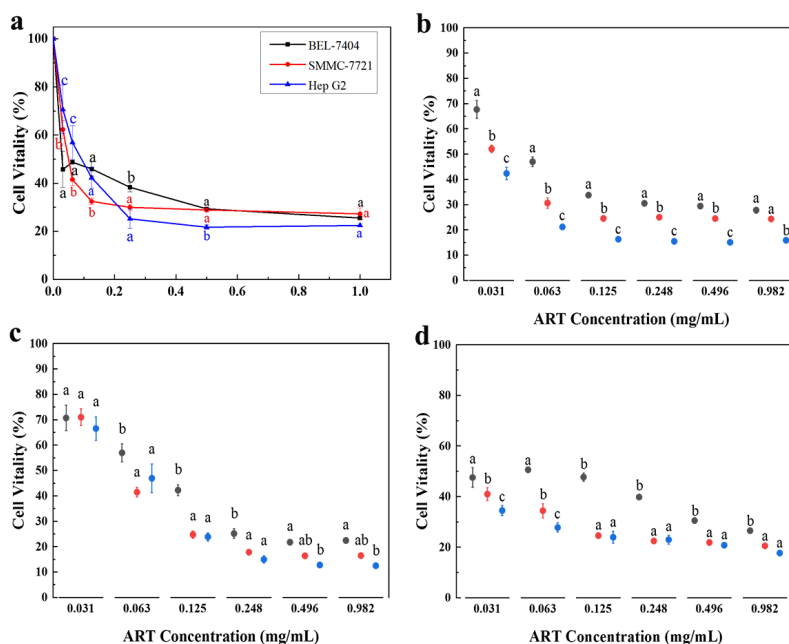 a
BEL-7404
SMMC-7721
Hep G2
Cell Vitality (%)
100
80
60
40
20
0
0.0 0.2 0.4 0.6 0.8 1.0
c
b
c
a
a
b
a
a
b
b
a
a
a
a
b
a
a
a
b
Cell Vitality (%)
100
90
80
70
60
50
40
30
20
10
0
a b c
a b c
a b c
a b c
a b c
a a b
0.031 0.063 0.125 0.248 0.496 0.982
ART Concentration (mg/mL)
c
Cell Vitality (%)
100
90
80
70
60
50
40
30
20
10
0
a a a
b a a
b a a
b a a
a ab b
a ab b
0.031 0.063 0.125 0.248 0.496 0.982
ART Concentration (mg/mL)
d
Cell Vitality (%)
100
80
60
40
20
0
a b c
a b c
b a a
b a a
b a a
b a a
0.031 0.063 0.125 0.248 0.496 0.982
ART Concentration (mg/mL)